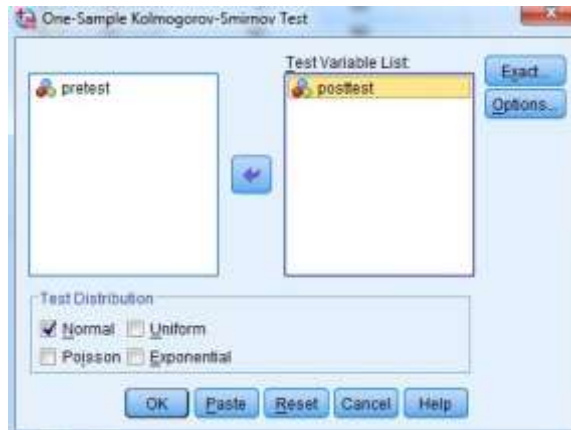 One-Sample Kolmogorov-Smirnov Test
Test Variable List:
pretest
posttest
Exact...
Options...
Test Distribution
Normal Uniform
Poisson Exponential
OK Paste Reset Cancel Help